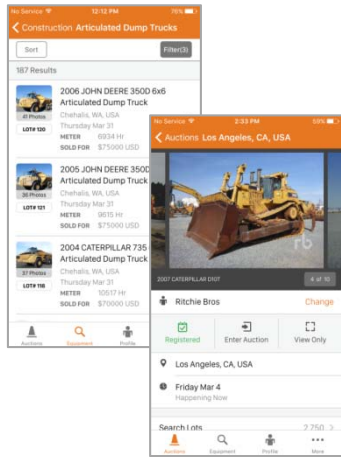 No Service 12:12 PM 76%
Construction Articulated Dump Trucks
Sort Filter(3)
187 Results
2006 JOHN DEERE 350D 6x6
Articulated Dump Truck
41 Photos
Chehalis, WA, USA
Thursday Mar 31
LOT# 120
METER 6934 Hr
SOLD FOR $75000 USD
2005 JOHN DEERE 350D
Articulated Dump Truck
36 Photos
Chehalis, WA, USA
Thursday Mar 31
LOT# 121
METER 9615 Hr
SOLD FOR $75000 USD
2004 CATERPILLAR 735
Articulated Dump Truck
37 Photos
Chehalis, WA, USA
Thursday Mar 31
LOT# 118
METER 10517 Hr
SOLD FOR $70000 USD
Auctions Equipment Profile
No Service 2:33 PM 59%
Auctions Los Angeles, CA, USA
rb
2007 CATERPILLAR D10T 4 of 10
Ritchie Bros Change
Registered Enter Auction View Only
Los Angeles, CA, USA
Friday Mar 4
Happening Now
Search Lots 2,750
Auctions Equipment Profile More